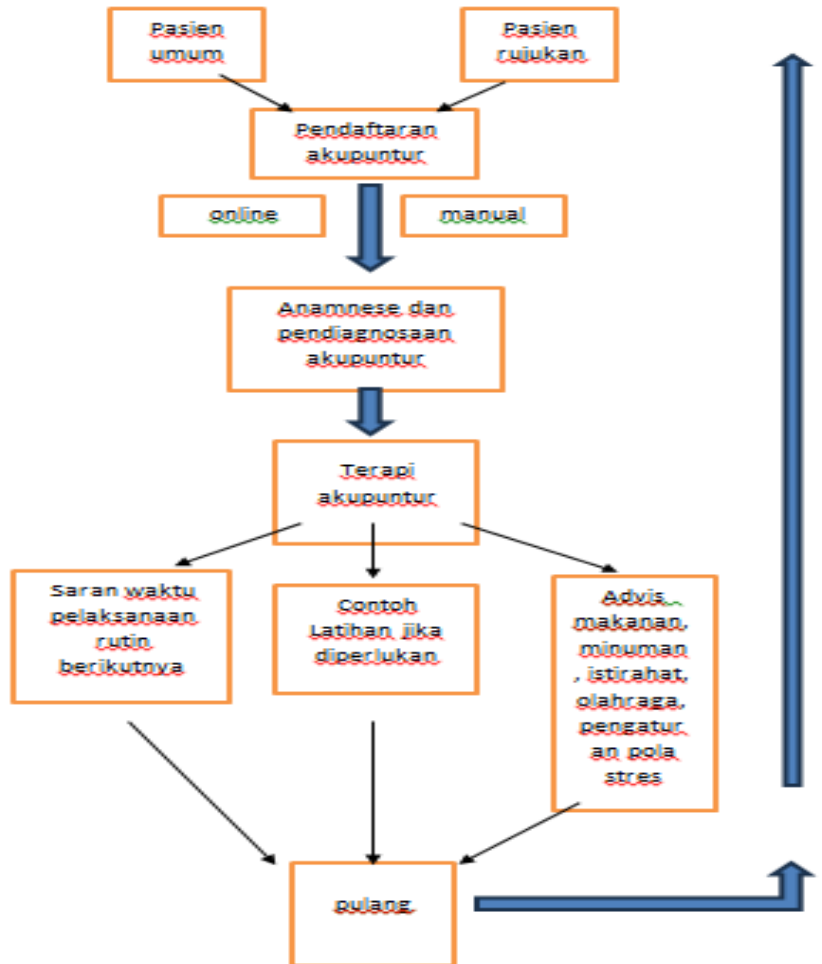 Pasien
umum
Pasien
rujukan
Pendaftaran
akupuntur
online
manual
Anamnese dan
pendiagnosaan
akupuntur
Terapi
akupuntur
Saran waktu
pelaksanaan
rutin
berikutnya
Contoh
Latihan jika
diperlukan
Advis
makanan,
minuman
, istirahat,
olahraga,
pengatur
an pola
stres
pulang